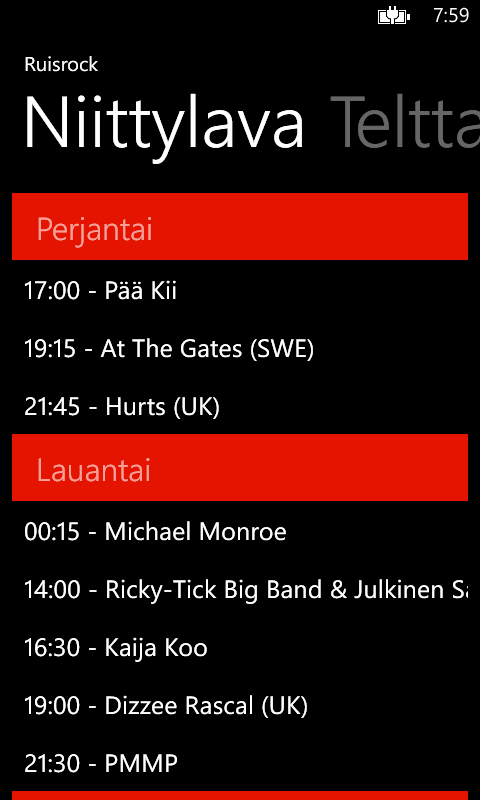 7:59
Ruisrock
Niittylava Teltta
Perjantai
17:00 - Pää Kii
19:15 - At The Gates (SWE)
21:45 - Hurts (UK)
Lauantai
00:15 - Michael Monroe
14:00 - Ricky-Tick Big Band & Julkinen Sa
16:30 - Kaija Koo
19:00 - Dizzee Rascal (UK)
21:30 - PMMP